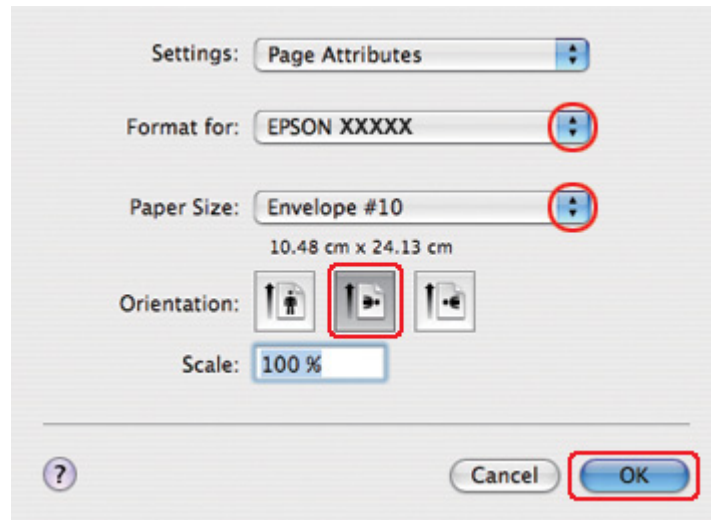 Settings: Page Attributes
Format for: EPSON XXXXX
Paper Size: Envelope #10
10.48 cm x 24.13 cm
Orientation:
Scale: 100 %
? Cancel OK